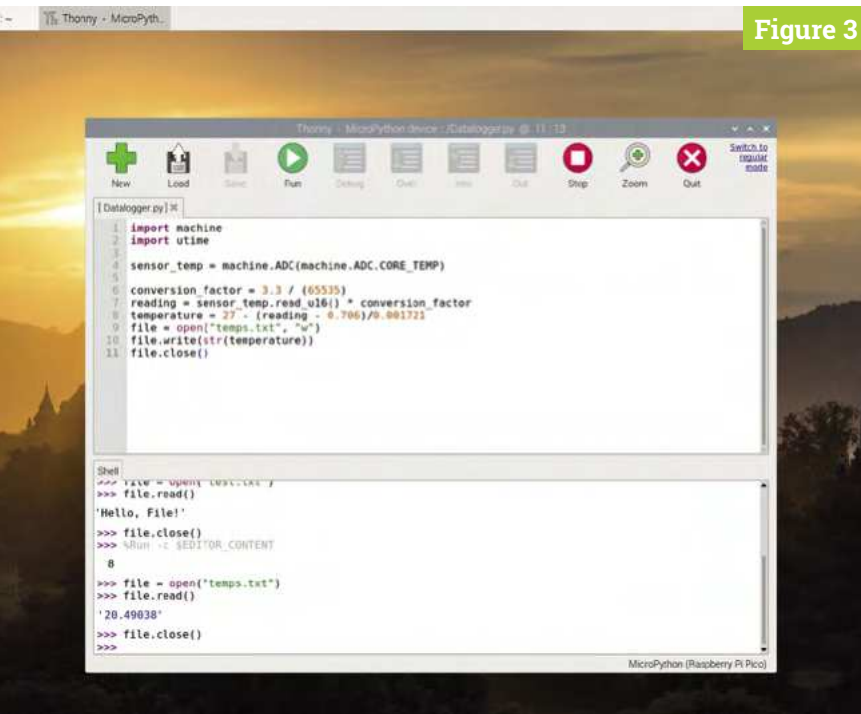 Thonny - MicroPyth..
Figure 3
Thonny - MicroPython device : /Datalogger.py @ 11 : 13
New Load Save Run Debug Over Into Out Stop Zoom Quit
Switch to
regular
mode
[ Datalogger.py ]
1 import machine
2 import utime
3
4 sensor_temp = machine.ADC(machine.ADC.CORE_TEMP)
5
6 conversion_factor = 3.3 / (65535)
7 reading = sensor_temp.read_u16() * conversion_factor
8 temperature = 27 - (reading - 0.706)/0.001721
9 file = open("temps.txt", "w")
10 file.write(str(temperature))
11 file.close()
Shell
>>> file = open("test.txt")
>>> file.read()
'Hello, File!'
>>> file.close()
>>> %Run -c $EDITOR_CONTENT
8
>>> file = open("temps.txt")
>>> file.read()
'20.49038'
>>> file.close()
>>>
MicroPython (Raspberry Pi Pico)